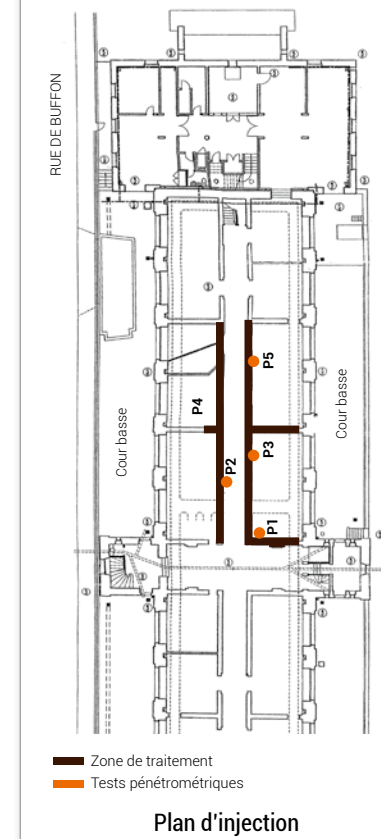 RUE DE BUFFON
P5
P4
Cour basse
Cour basse
P3
P2
P1
Zone de traitement
Tests pénétrométriques
Plan d'injection